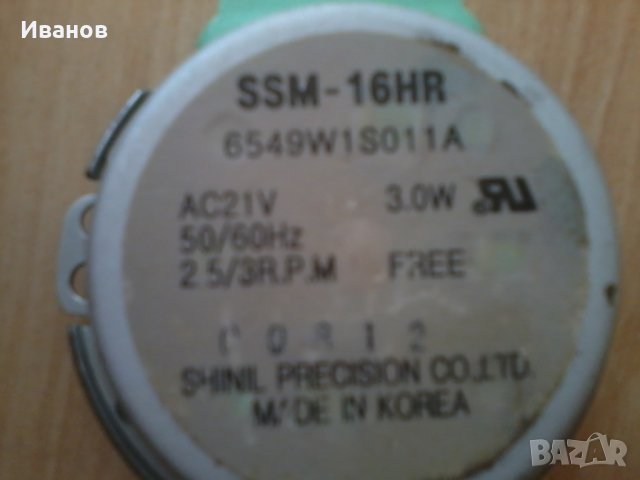 Иванов
SSM-16HR
6549W1S011A
AC21V 3.0W
50/60Hz
2.5/3R.P.M FREE
SHINIL PRECISION CO.,LTD.
MADE IN KOREA
BAZAR